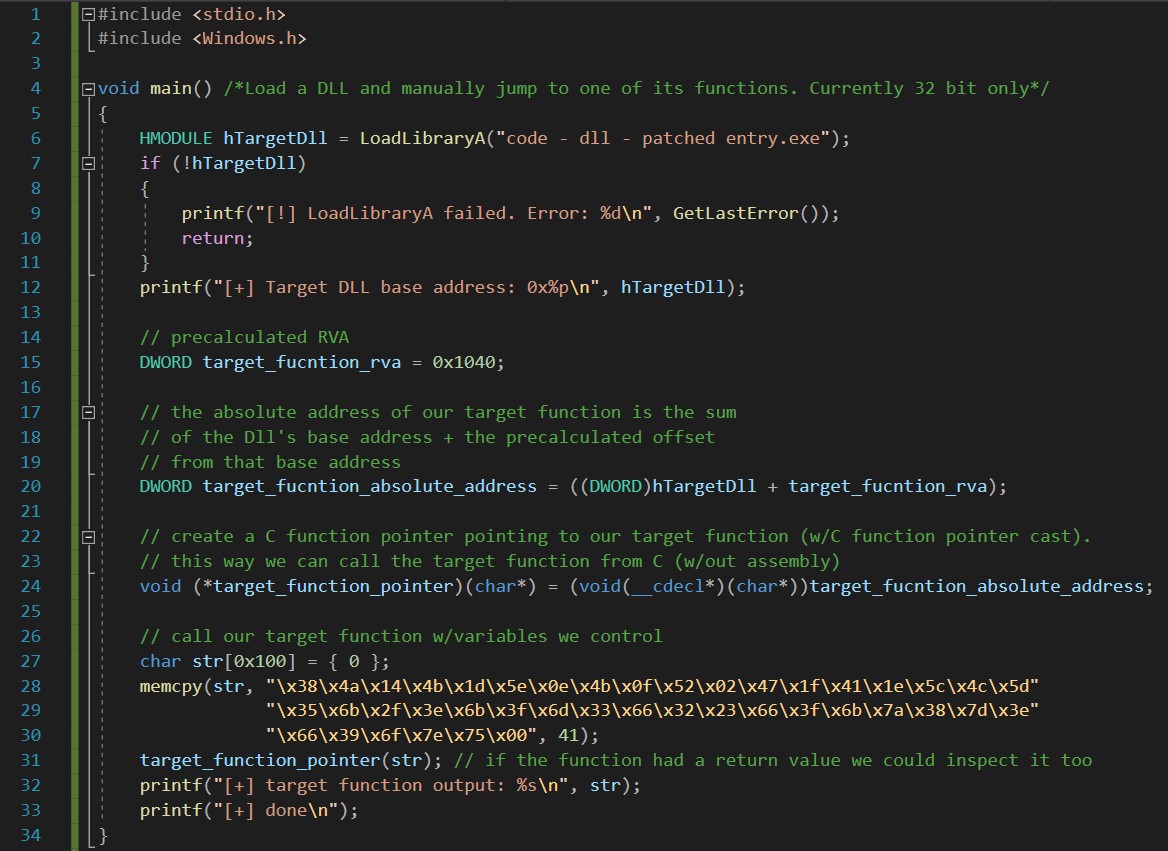 1 #include <stdio.h>
2 #include <Windows.h>
3
4 void main() /*Load a DLL and manually jump to one of its functions. Currently 32 bit only*/
5 {
6     HMODULE hTargetDll = LoadLibraryA("code - dll - patched entry.exe");
7     if (!hTargetDll)
8     {
9         printf("[!] LoadLibraryA failed. Error: %d\n", GetLastError());
10         return;
11     }
12     printf("[+] Target DLL base address: 0x%p\n", hTargetDll);
13
14     // precalculated RVA
15     DWORD target_fucntion_rva = 0x1040;
16
17     // the absolute address of our target function is the sum
18     // of the Dll's base address + the precalculated offset
19     // from that base address
20     DWORD target_fucntion_absolute_address = ((DWORD)hTargetDll + target_fucntion_rva);
21
22     // create a C function pointer pointing to our target function (w/C function pointer cast).
23     // this way we can call the target function from C (w/out assembly)
24     void (*target_function_pointer)(char*) = (void(__cdecl*)(char*))target_fucntion_absolute_address;
25
26     // call our target function w/variables we control
27     char str[0x100] = { 0 };
28     memcpy(str, "\x38\x4a\x14\x4b\x1d\x5e\x0e\x4b\x0f\x52\x02\x47\x1f\x41\x1e\x5c\x4c\x5d"
29                 "\x35\x6b\x2f\x3e\x6b\x3f\x6d\x33\x66\x32\x23\x66\x3f\x6b\x7a\x38\x7d\x3e"
30                 "\x66\x39\x6f\x7e\x75\x00", 41);
31     target_function_pointer(str); // if the function had a return value we could inspect it too
32     printf("[+] target function output: %s\n", str);
33     printf("[+] done\n");
34 }